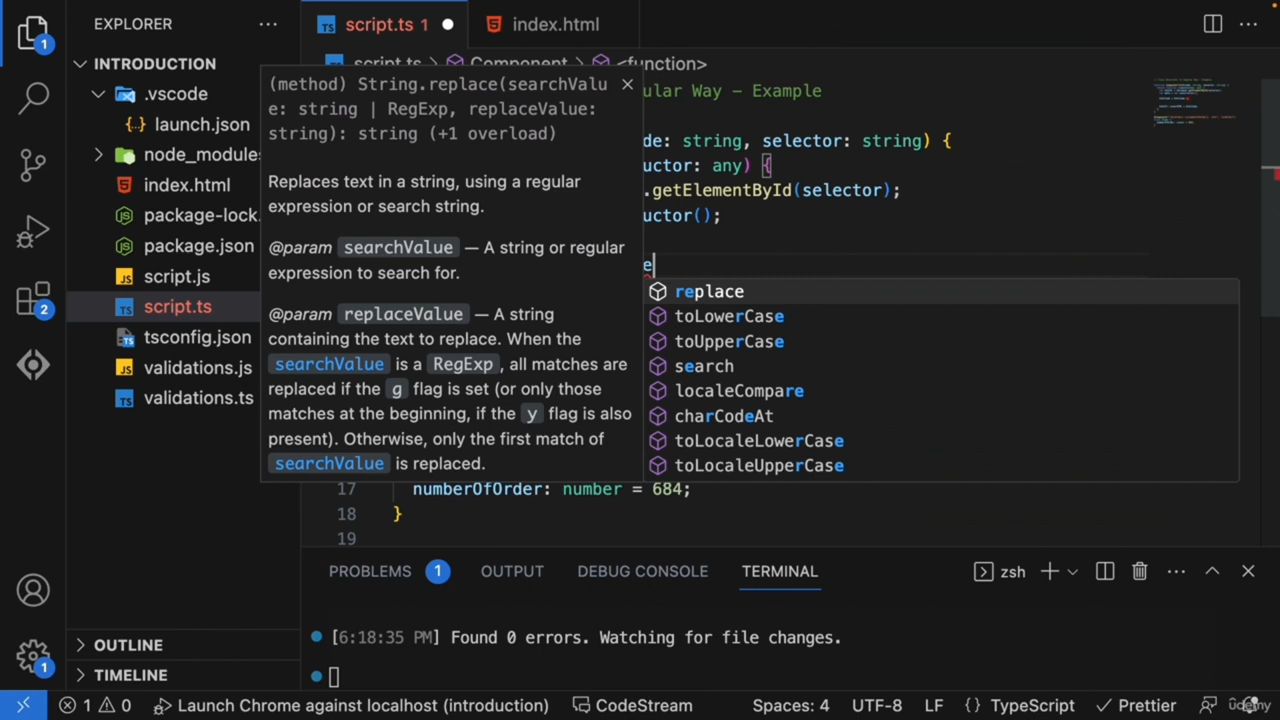 EXPLORER
script.ts 1
index.html
INTRODUCTION
.vscode
launch.json
node_modules
index.html
package-lock.
package.json
script.js
script.ts
tsconfig.json
validations.js
validations.ts
OUTLINE
TIMELINE
script.ts
Component
<function>
(method) String.replace(searchValu
e: string | RegExp, replaceValue:
string): string (+1 overload)
Replaces text in a string, using a regular
expression or search string.
@param searchValue — A string or regular
expression to search for.
@param replaceValue — A string
containing the text to replace. When the
searchValue is a RegExp, all matches are
replaced if the g flag is set (or only those
matches at the beginning, if the y flag is also
present). Otherwise, only the first match of
searchValue is replaced.
ular Way – Example
de: string, selector: string) {
uctor: any) {
.getElementById(selector);
uctor();
e
replace
toLowerCase
toUpperCase
search
localeCompare
charCodeAt
toLocaleLowerCase
toLocaleUpperCase
17 numberOfOrder: number = 684;
18 }
19
PROBLEMS 1 OUTPUT DEBUG CONSOLE TERMINAL zsh
[6:18:35 PM] Found 0 errors. Watching for file changes.
1 0 Launch Chrome against localhost (introduction) CodeStream Spaces: 4 UTF-8 LF {} TypeScript Prettier
udemy